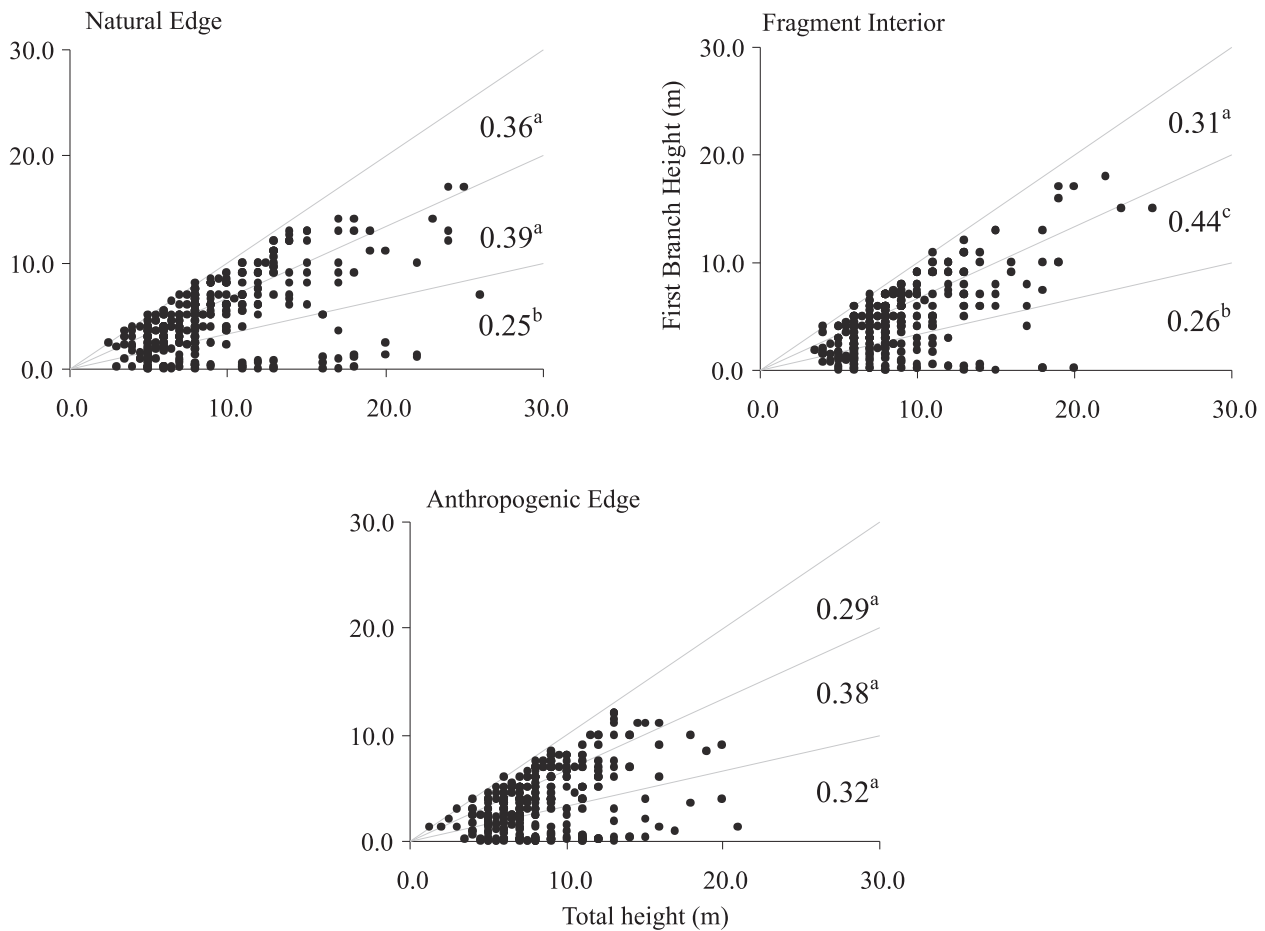 Natural Edge
30.0
20.0
10.0
0.0
0.36a
0.39a
0.25b
0.0 10.0 20.0 30.0
Fragment Interior
First Branch Height (m)
30.0
20.0
10.0
0.0
0.31a
0.44c
0.26b
0.0 10.0 20.0 30.0
Anthropogenic Edge
30.0
20.0
10.0
0.0
0.29a
0.38a
0.32a
0.0 10.0 20.0 30.0
Total height (m)